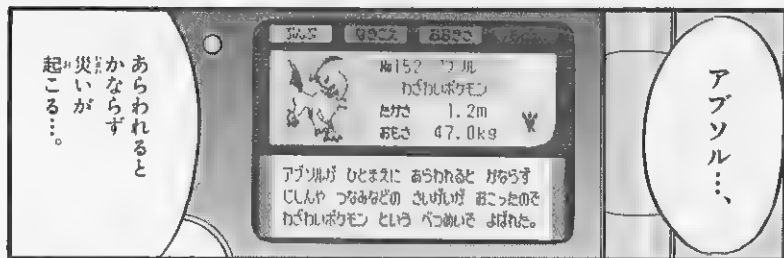 アブソル…、
ぶんぷ なきごえ おおきさ
№152 アブソル
わざわいポケモン
たかさ 1.2m
おもさ 47.0kg
アブソルが ひとまえに あらわれると かならず
じしんや つなみなどの さいがいが おこったので
わざわいポケモン という べつめいで よばれた。
あらわれると
かならず
災いが
起こる…。